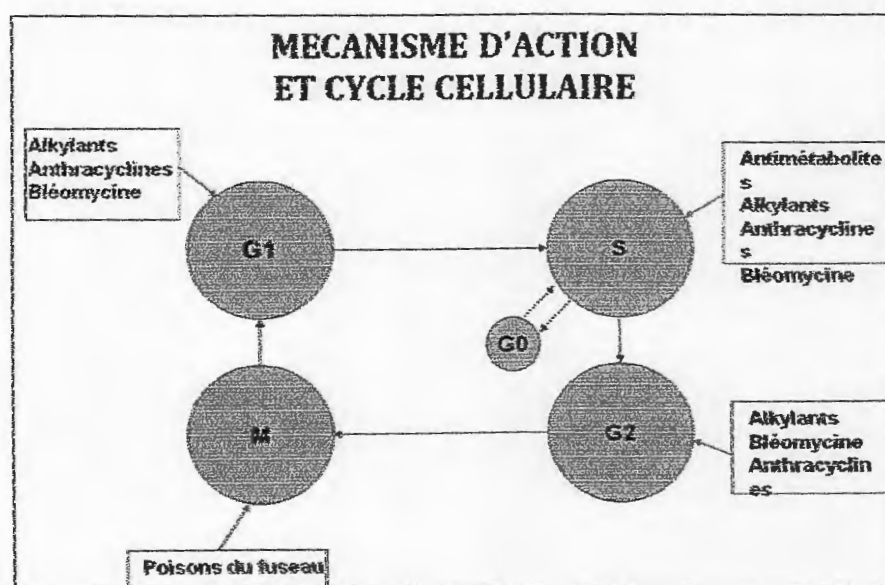 MECANISME D'ACTION
ET CYCLE CELLULAIRE
Alkylants
Anthracyclines
Bléomycine
G1
S
Antimétabolite
s
Alkylants
Anthracycline
s
Bléomycine
G0
M
G2
Alkylants
Bléomycine
Anthracyclin
es
Poisons du fuseau